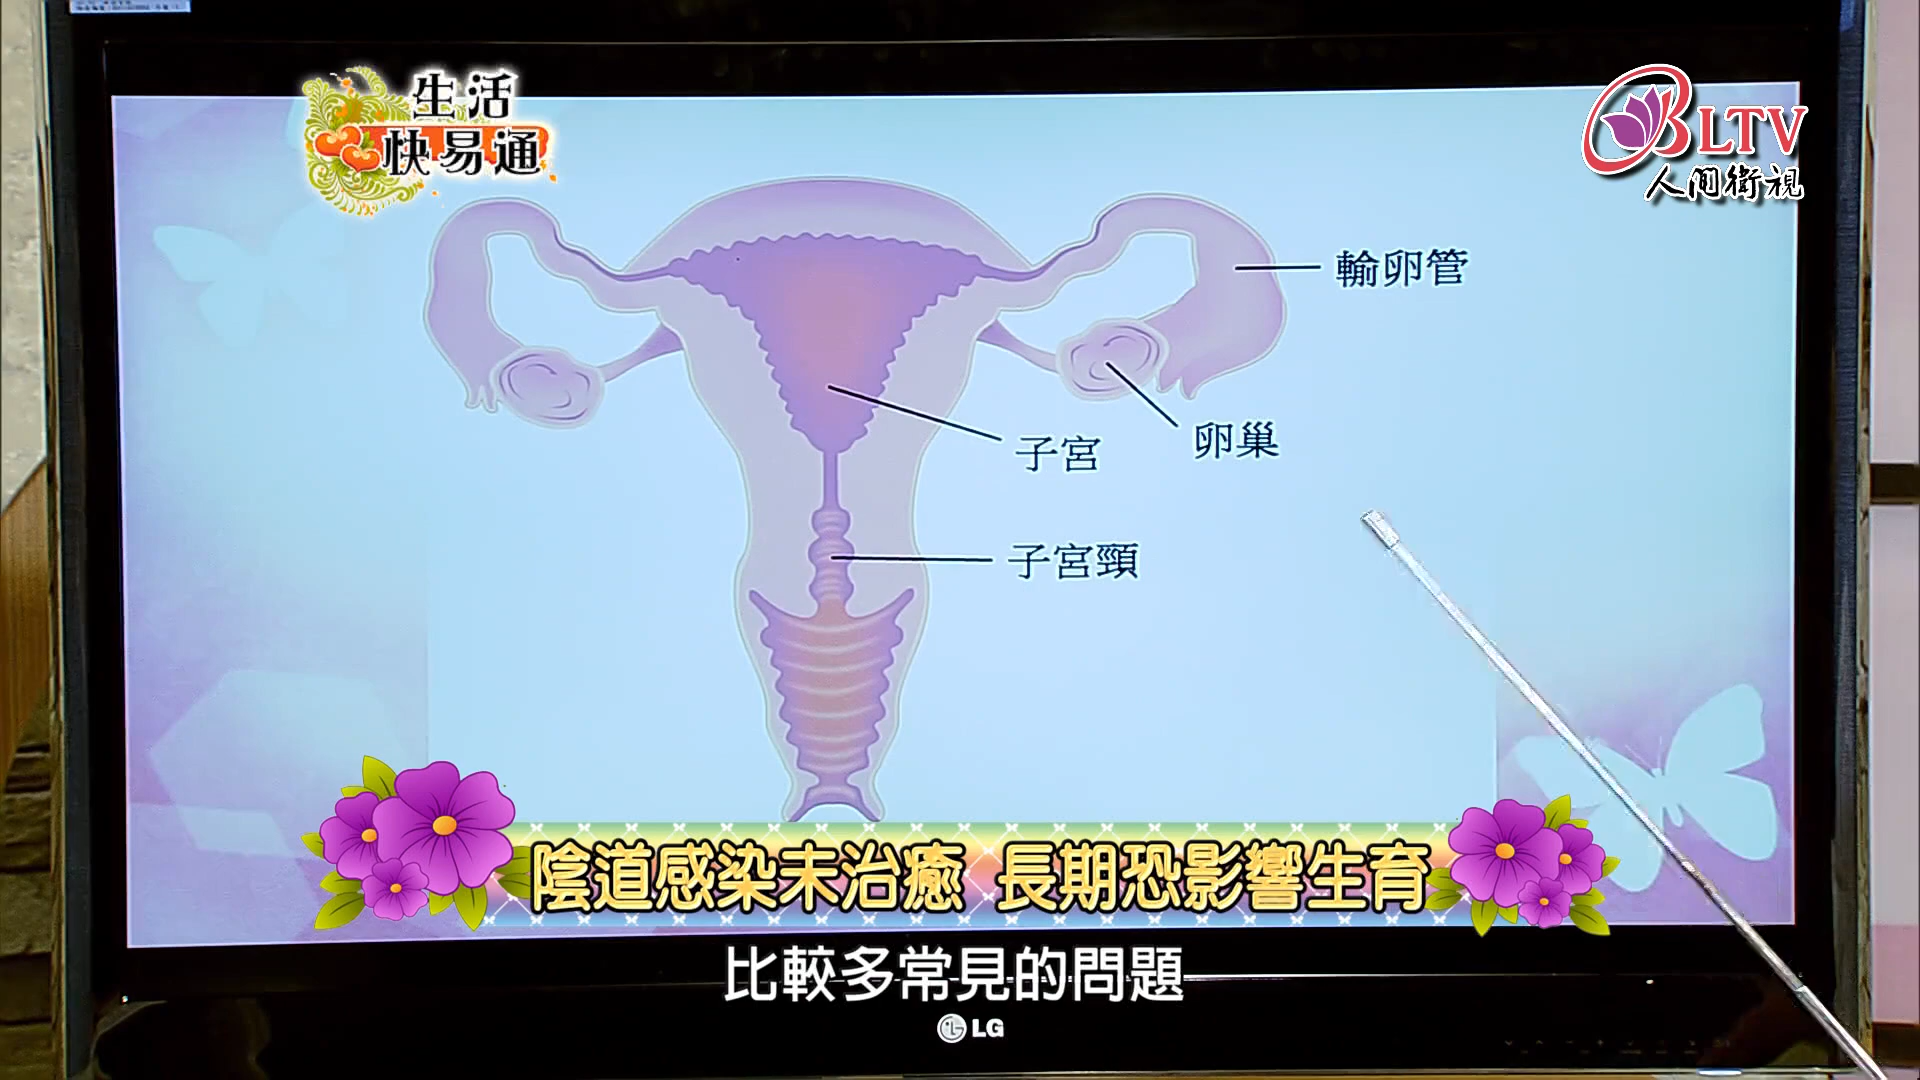 生活
快易通
BLTV
人間衛視
輸卵管
卵巢
子宮
子宮頸
陰道感染未治癒 長期恐影響生育
比較多常見的問題
LG